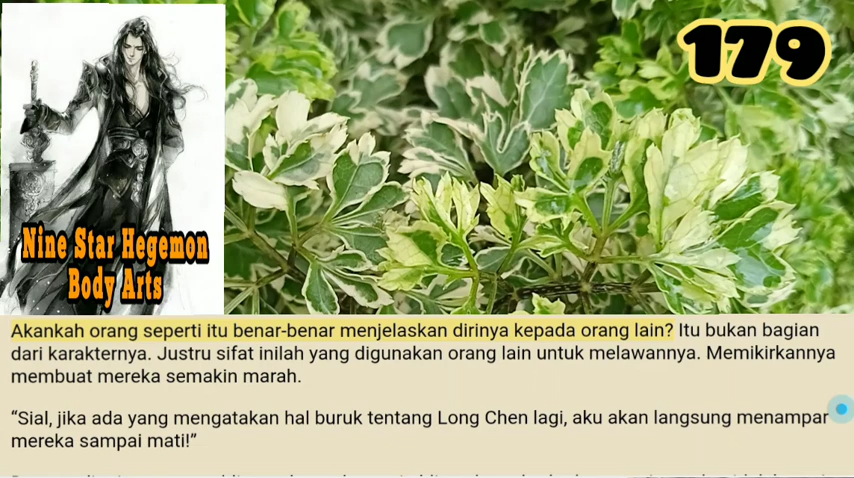 179
Nine Star Hegemon
Body Arts
Akankah orang seperti itu benar-benar menjelaskan dirinya kepada orang lain? Itu bukan bagian
dari karakternya. Justru sifat inilah yang digunakan orang lain untuk melawannya. Memikirkannya
membuat mereka semakin marah.
“Sial, jika ada yang mengatakan hal buruk tentang Long Chen lagi, aku akan langsung menampar
mereka sampai mati!”